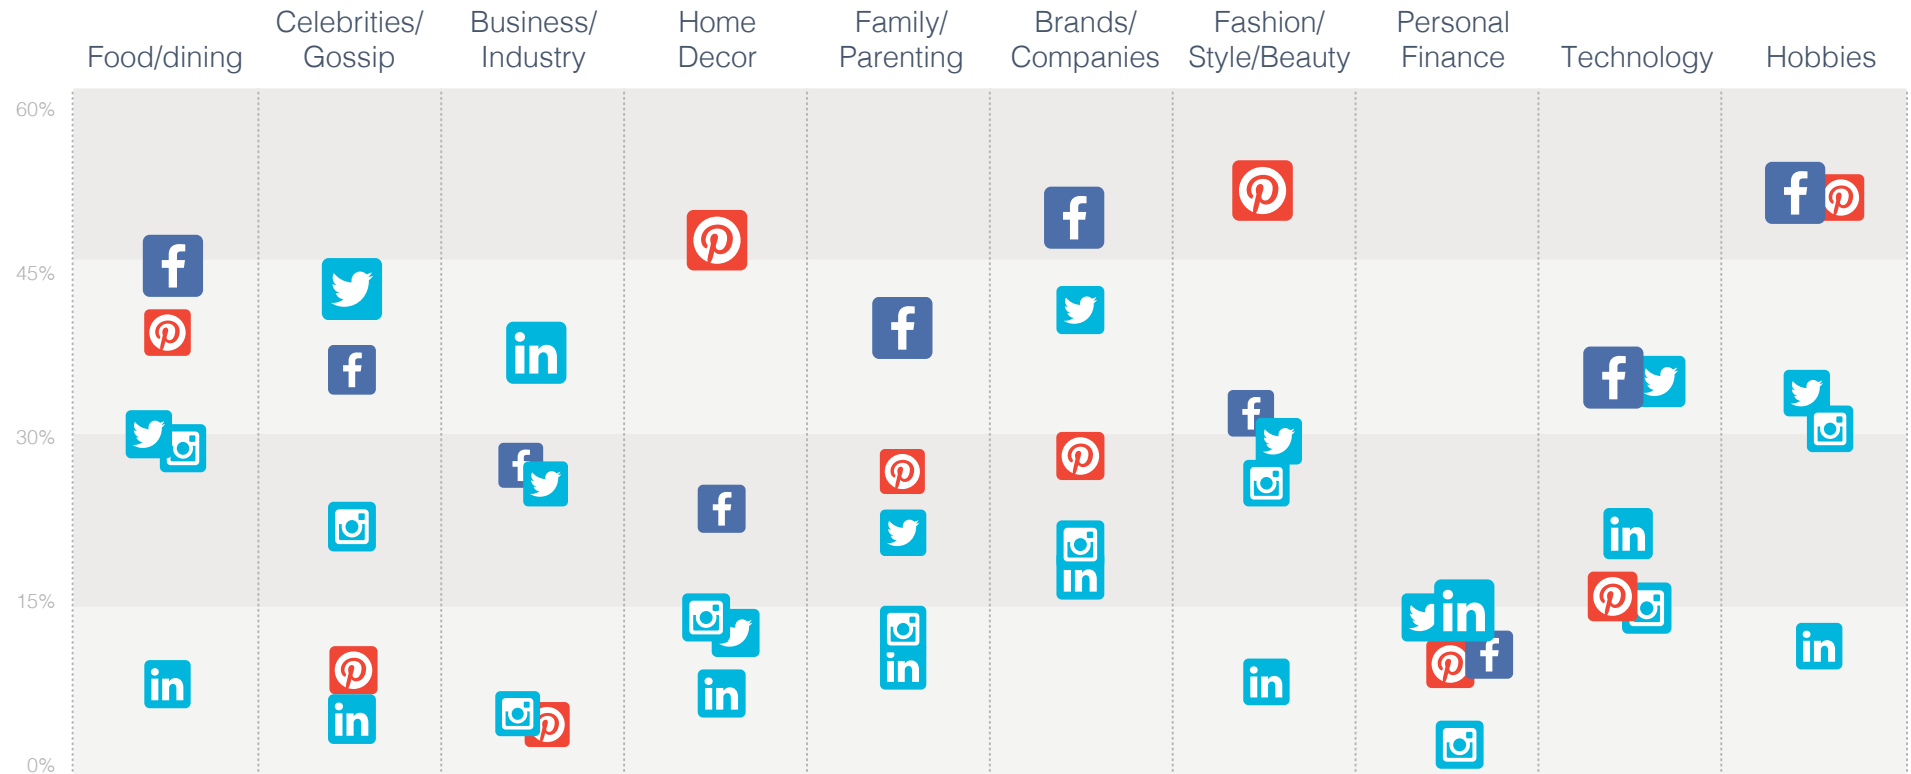 Food/dining
Celebrities/
Gossip
Business/
Industry
Home
Decor
Family/
Parenting
Brands/
Companies
Fashion/
Style/Beauty
Personal
Finance
Technology
Hobbies
60%
45%
30%
15%
0%